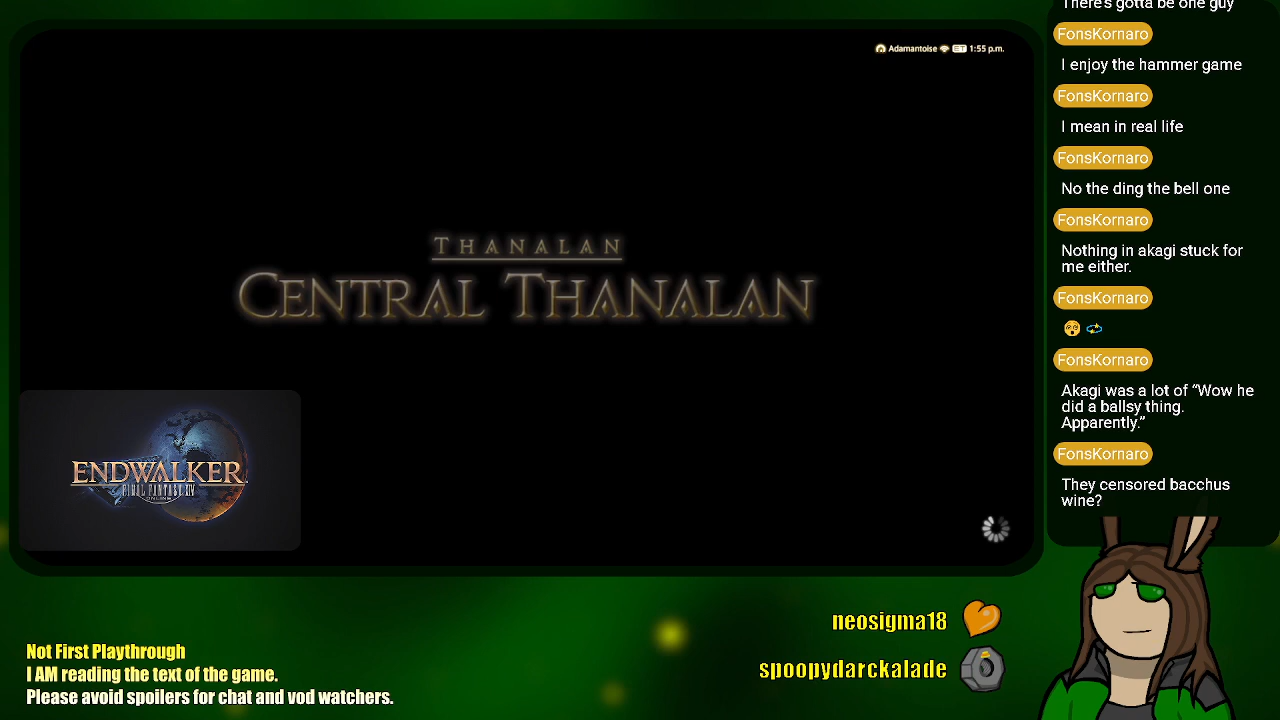 Adamantoise ET 1:55 p.m.
THANALAN
CENTRAL THANALAN
ENDWALKER
FINAL FANTASY XIV
ONLINE
There's gotta be one guy
FonsKornaro
I enjoy the hammer game
FonsKornaro
I mean in real life
FonsKornaro
No the ding the bell one
FonsKornaro
Nothing in akagi stuck for
me either.
FonsKornaro
😵💫
FonsKornaro
Akagi was a lot of “Wow he
did a ballsy thing.
Apparently.”
FonsKornaro
They censored bacchus
wine?
neosigma18
spoopydarckalade
Not First Playthrough
I AM reading the text of the game.
Please avoid spoilers for chat and vod watchers.